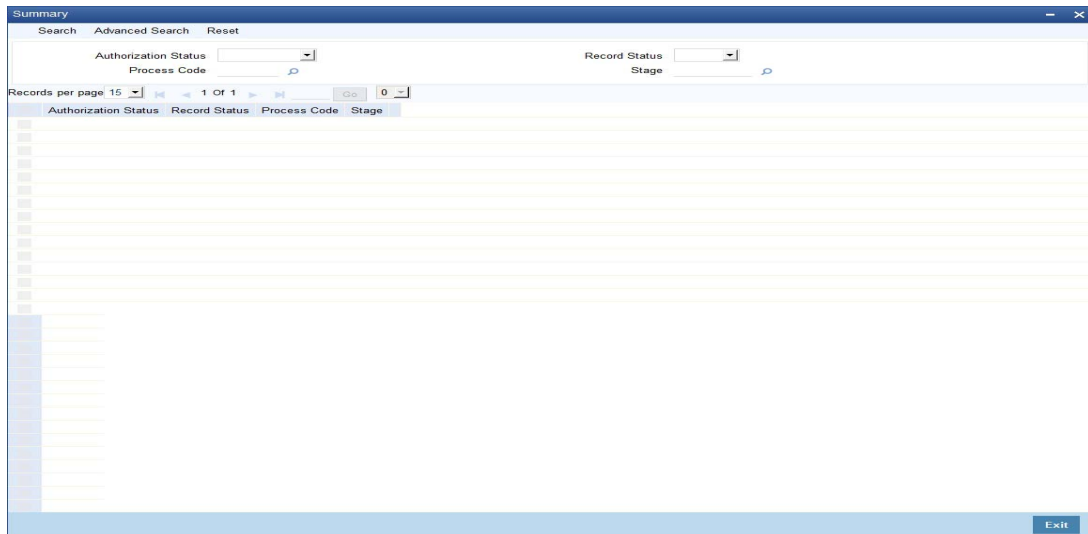 Summary
Search Advanced Search Reset
Authorization Status Record Status
Process Code Stage
Records per page 15 1 Of 1 Go 0
Authorization Status Record Status Process Code Stage
Exit